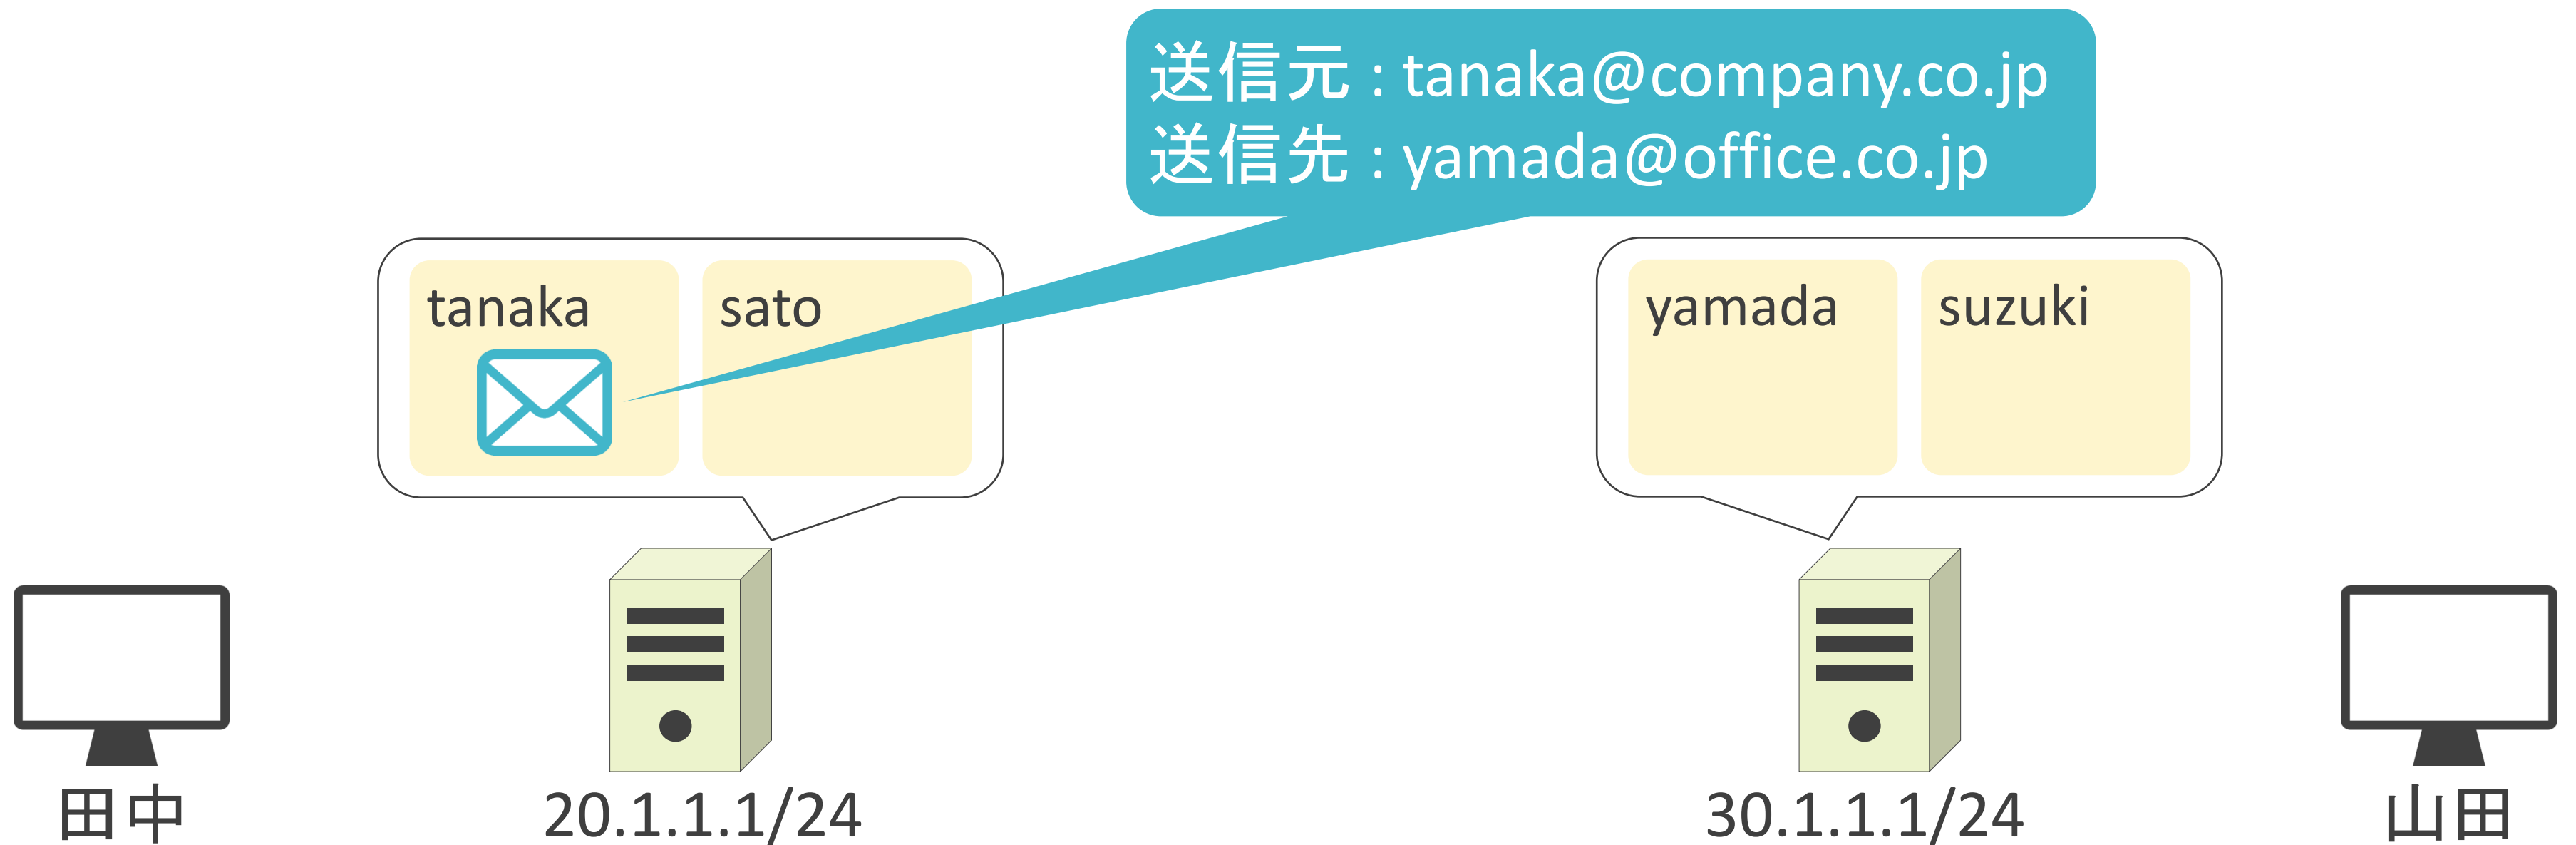 送信元 : tanaka@company.co.jp
送信先 : yamada@office.co.jp
tanaka
sato
yamada
suzuki
田中
20.1.1.1/24
30.1.1.1/24
山田